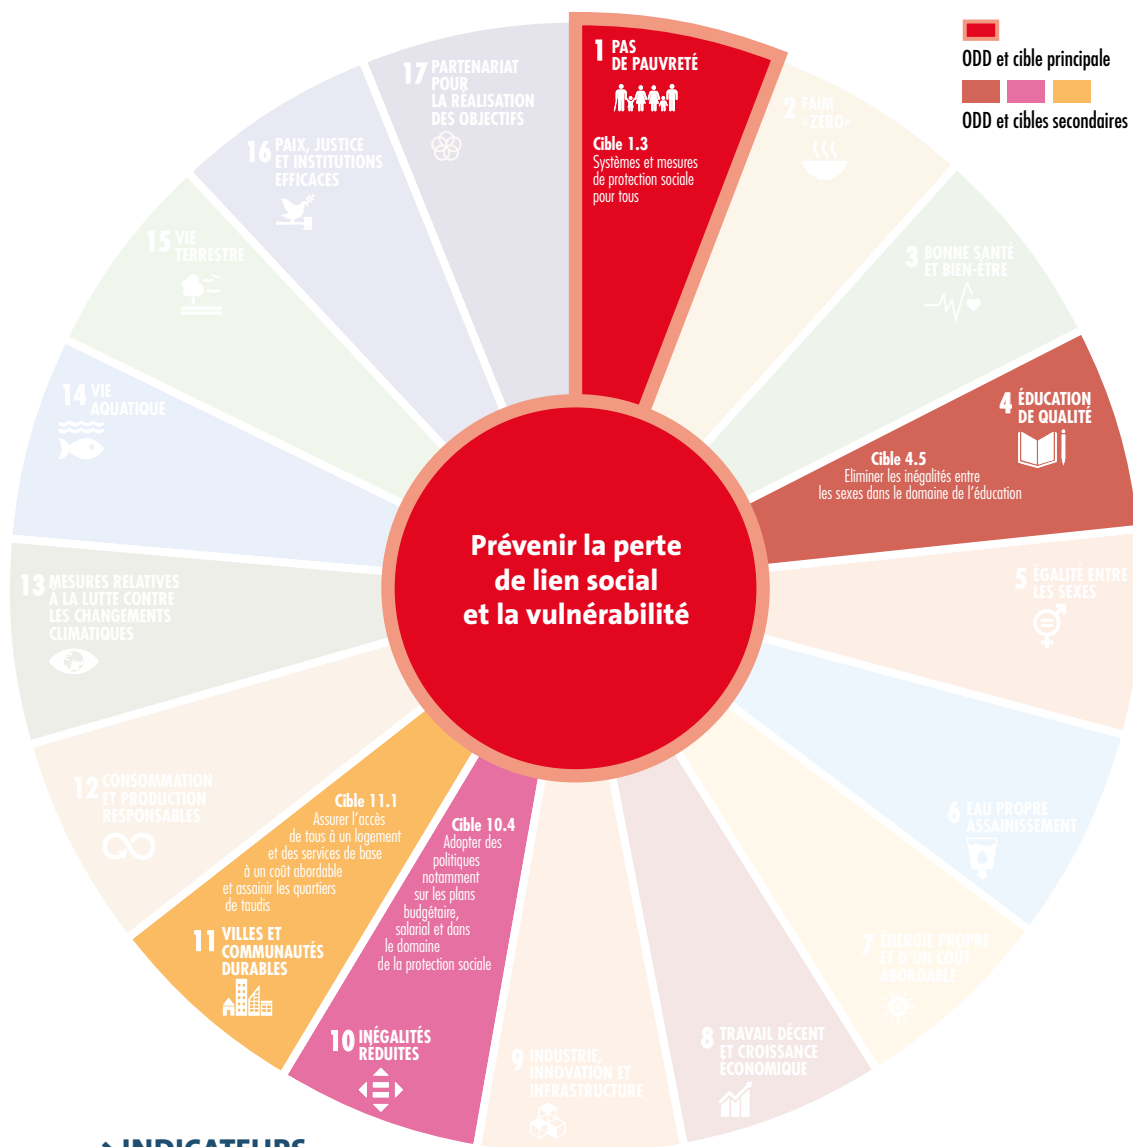 1 PAS
DE PAUVRETÉ
Cible 1.3
Systèmes et mesures
de protection sociale
pour tous
ODD et cible principale
ODD et cibles secondaires
2 FAIM
«ZÉRO»
3 BONNE SANTÉ
ET BIEN-ÊTRE
4 ÉDUCATION
DE QUALITÉ
Cible 4.5
Eliminer les inégalités entre
les sexes dans le domaine de l'éducation
5 ÉGALITÉ ENTRE
LES SEXES
6 EAU PROPRE
ASSAINISSEMENT
7 ENERGIE PROPRE
ET D'UN COÛT
ABORDABLE
8 TRAVAIL DÉCENT
ET CROISSANCE
ECONOMIQUE
9 INDUSTRIE,
INNOVATION ET
INFRASTRUCTURE
10 INÉGALITÉS
RÉDUITES
Cible 10.4
Adopter des
politiques
notamment
sur les plans
budgétaire,
salarial et dans
le domaine
de la protection sociale
11 VILLES ET
COMMUNAUTÉS
DURABLES
Cible 11.1
Assurer l'accès
de tous à un logement
et des services de base
à un coût abordable
et assainir les quartiers
de taudis
12 CONSOMMATION
ET PRODUCTION
RESPONSABLES
13 MESURES RELATIVES
A LA LUTTE CONTRE
LES CHANGEMENTS
CLIMATIQUES
14 VIE
AQUATIQUE
15 VIE
TERRESTRE
16 PAIX, JUSTICE
ET INSTITUTIONS
EFFICACES
17 PARTENARIAT
POUR
LA RÉALISATION
DES OBJECTIFS
Prévenir la perte
de lien social
et la vulnérabilité
INDICATEURS